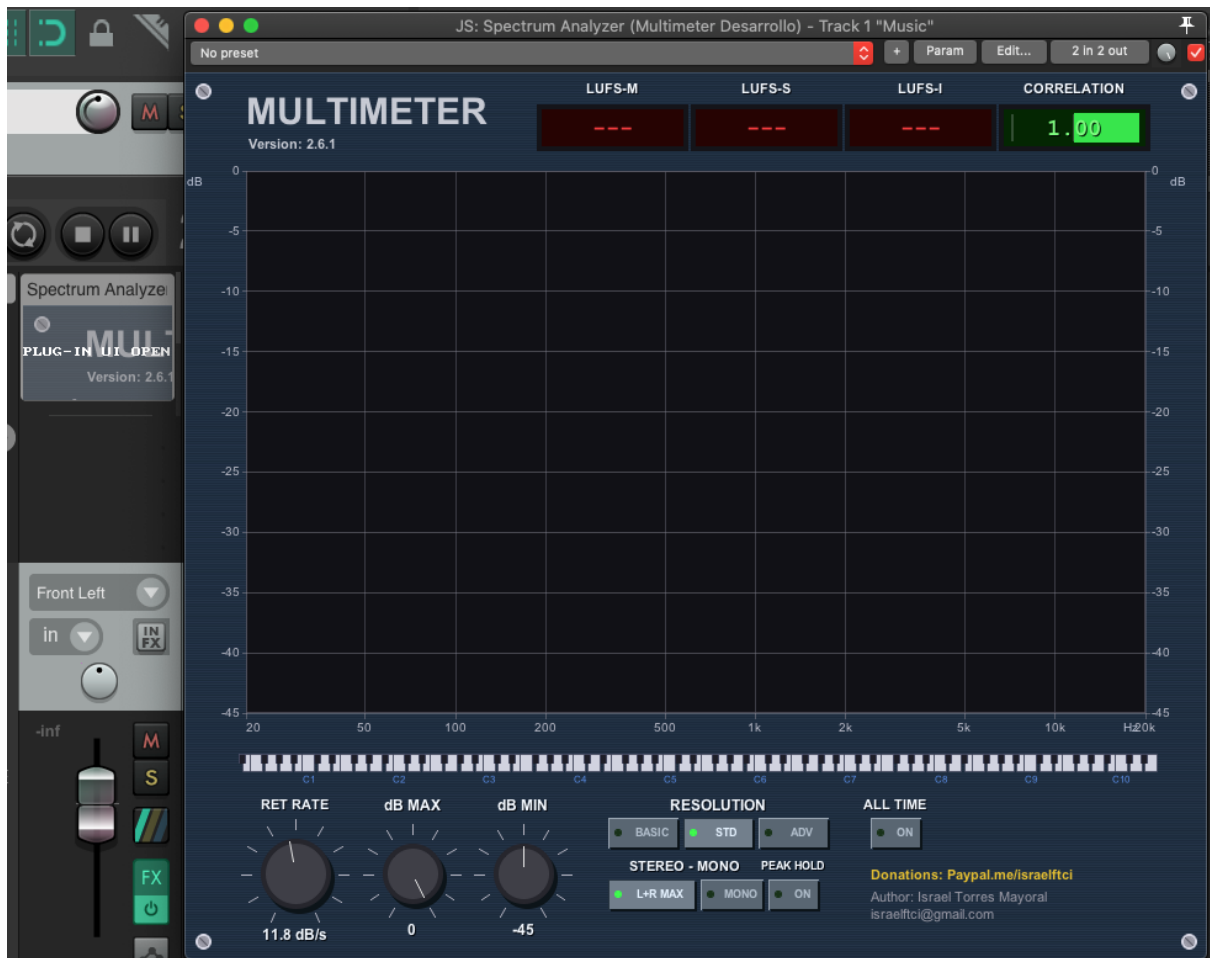 JS: Spectrum Analyzer (Multimeter Desarrollo) - Track 1 "Music"
No preset
+
Param
Edit...
2 in 2 out
M
MULTIMETER
Version: 2.6.1
LUFS-M
LUFS-S
LUFS-I
CORRELATION
---
---
---
1.00
dB
0
-5
-10
-15
-20
-25
-30
-35
-40
-45
0
dB
-5
-10
-15
-20
-25
-30
-35
-40
-45
20
50
100
200
500
1k
2k
5k
10k
Hz
20k
C1
C2
C3
C4
C5
C6
C7
C8
C9
C10
RET RATE
11.8 dB/s
dB MAX
0
dB MIN
-45
RESOLUTION
BASIC
STD
ADV
ALL TIME
ON
STEREO - MONO
L+R MAX
MONO
PEAK HOLD
ON
Donations: Paypal.me/israelftci
Author: Israel Torres Mayoral
israelftci@gmail.com
Spectrum Analyze
MULT
PLUG-IN UI OPEN
Version: 2.6.1
Front Left
in
IN
FX
-inf
M
S
FX